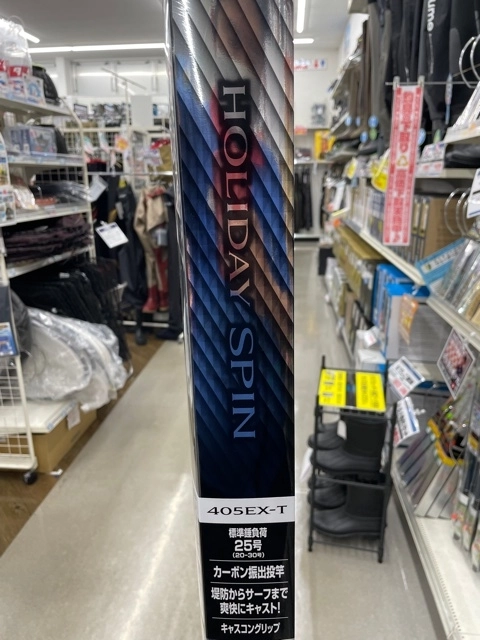 HOLIDAY SPIN
405EX-T
標準錘負荷
25号
(20-30号)
カーボン振出投竿
堤防からサーフまで
爽快にキャスト!
キャスコングリップ